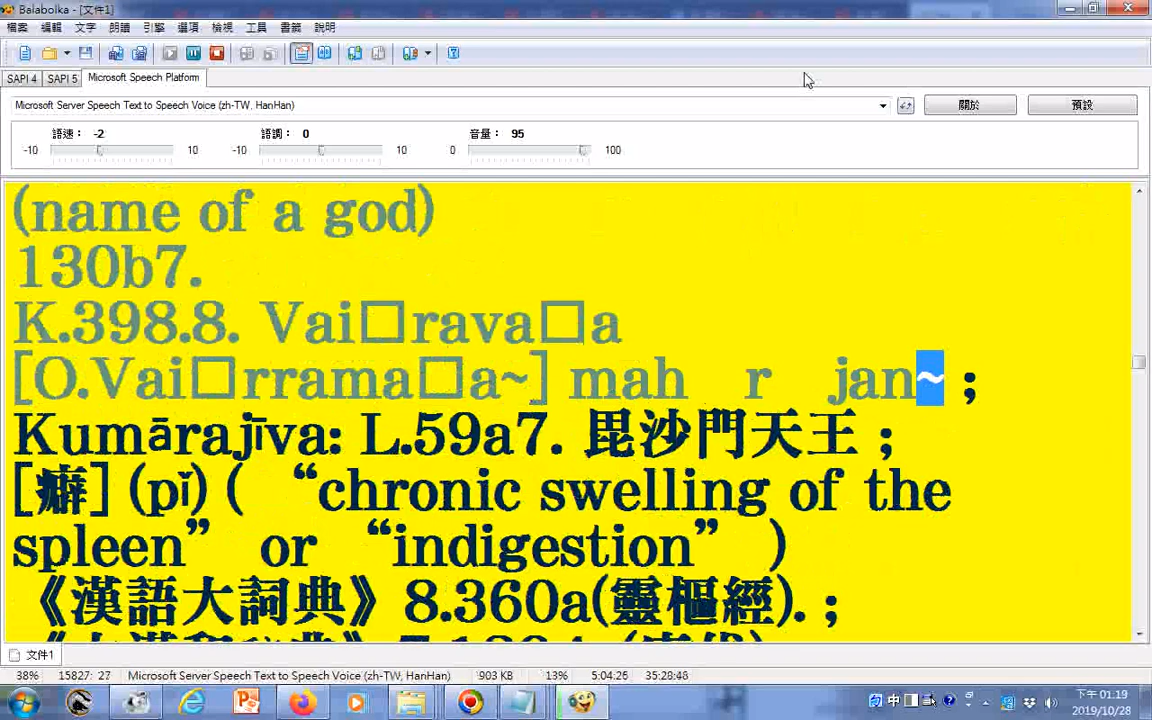 Balabolka - [文件1]
檔案 編輯 文字 朗讀 引擎 選項 檢視 工具 書籤 說明
SAPI 4 SAPI 5 Microsoft Speech Platform
Microsoft Server Speech Text to Speech Voice (zh-TW, HanHan) 關於 預設
語速： -2 語調： 0 音量： 95
-10 10 -10 10 0 100
(name of a god)
130b7.
K.398.8. Vai□rava□a
[O.Vai□rrama□a~] mah r jan~ ；
Kumārajīva: L.59a7. 毘沙門天王；
[癖] (pǐ) ( “chronic swelling of the
spleen” or “indigestion” )
《漢語大詞典》 8.360a(靈樞經).；
文件1
38% 15827: 27 Microsoft Server Speech Text to Speech Voice (zh-TW, HanHan) 903 KB 13% 5:04:26 35:28:48
中 下午 01:19
2019/10/28